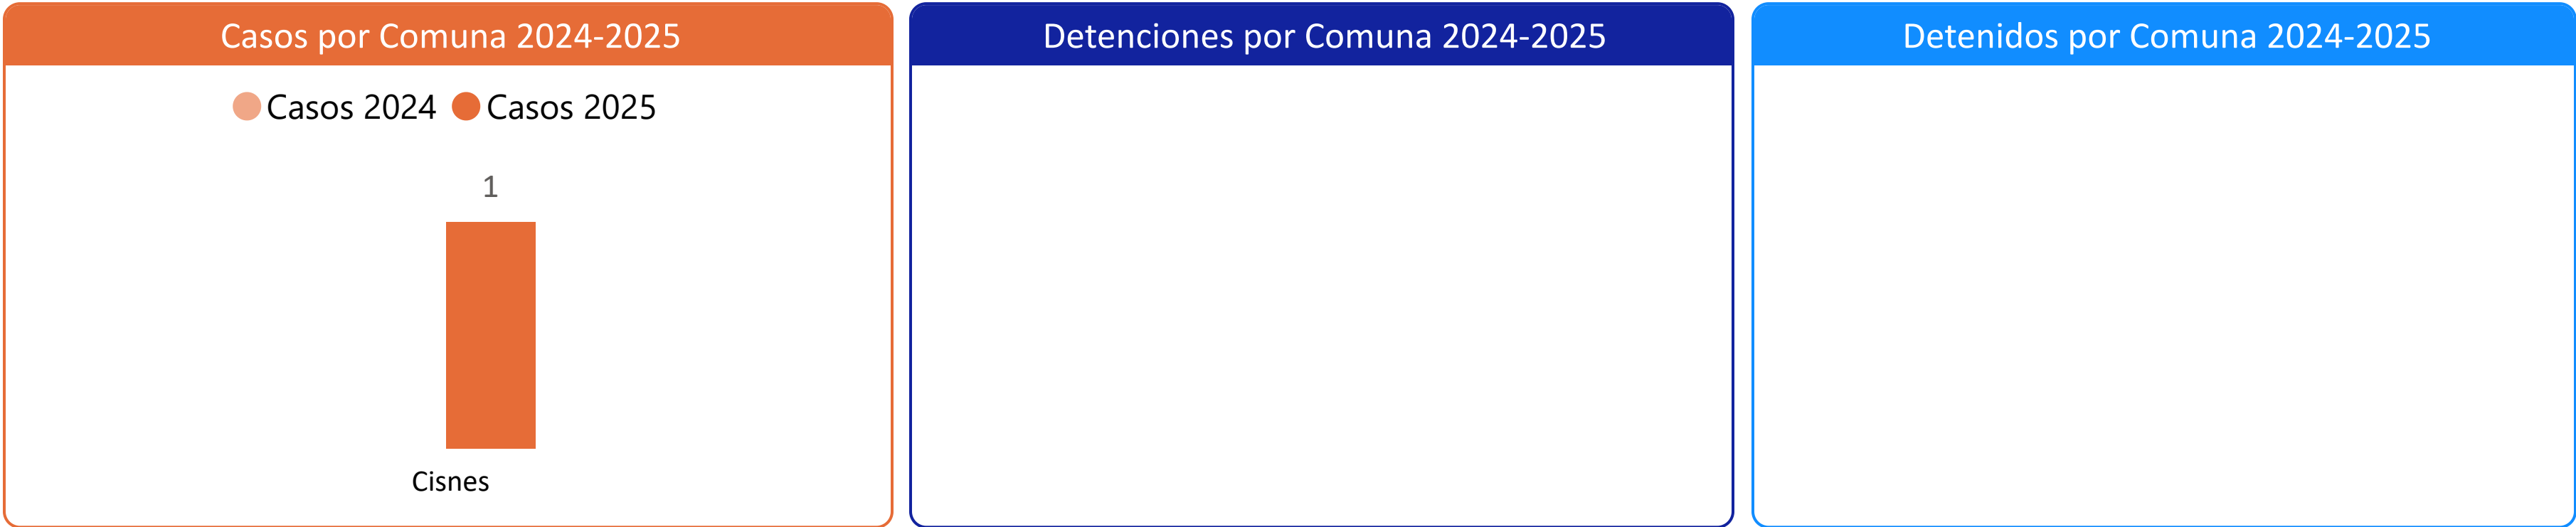 Casos por Comuna 2024-2025
Casos 2024 Casos 2025
1
Cisnes
Detenciones por Comuna 2024-2025
Detenidos por Comuna 2024-2025